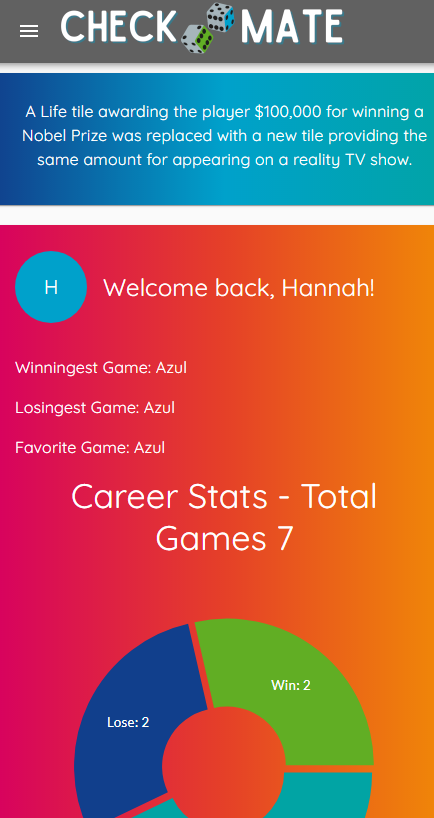 CHECK MATE
A Life tile awarding the player $100,000 for winning a
Nobel Prize was replaced with a new tile providing the
same amount for appearing on a reality TV show.
H
Welcome back, Hannah!
Winningest Game: Azul
Losingest Game: Azul
Favorite Game: Azul
Career Stats - Total
Games 7
Win: 2
Lose: 2